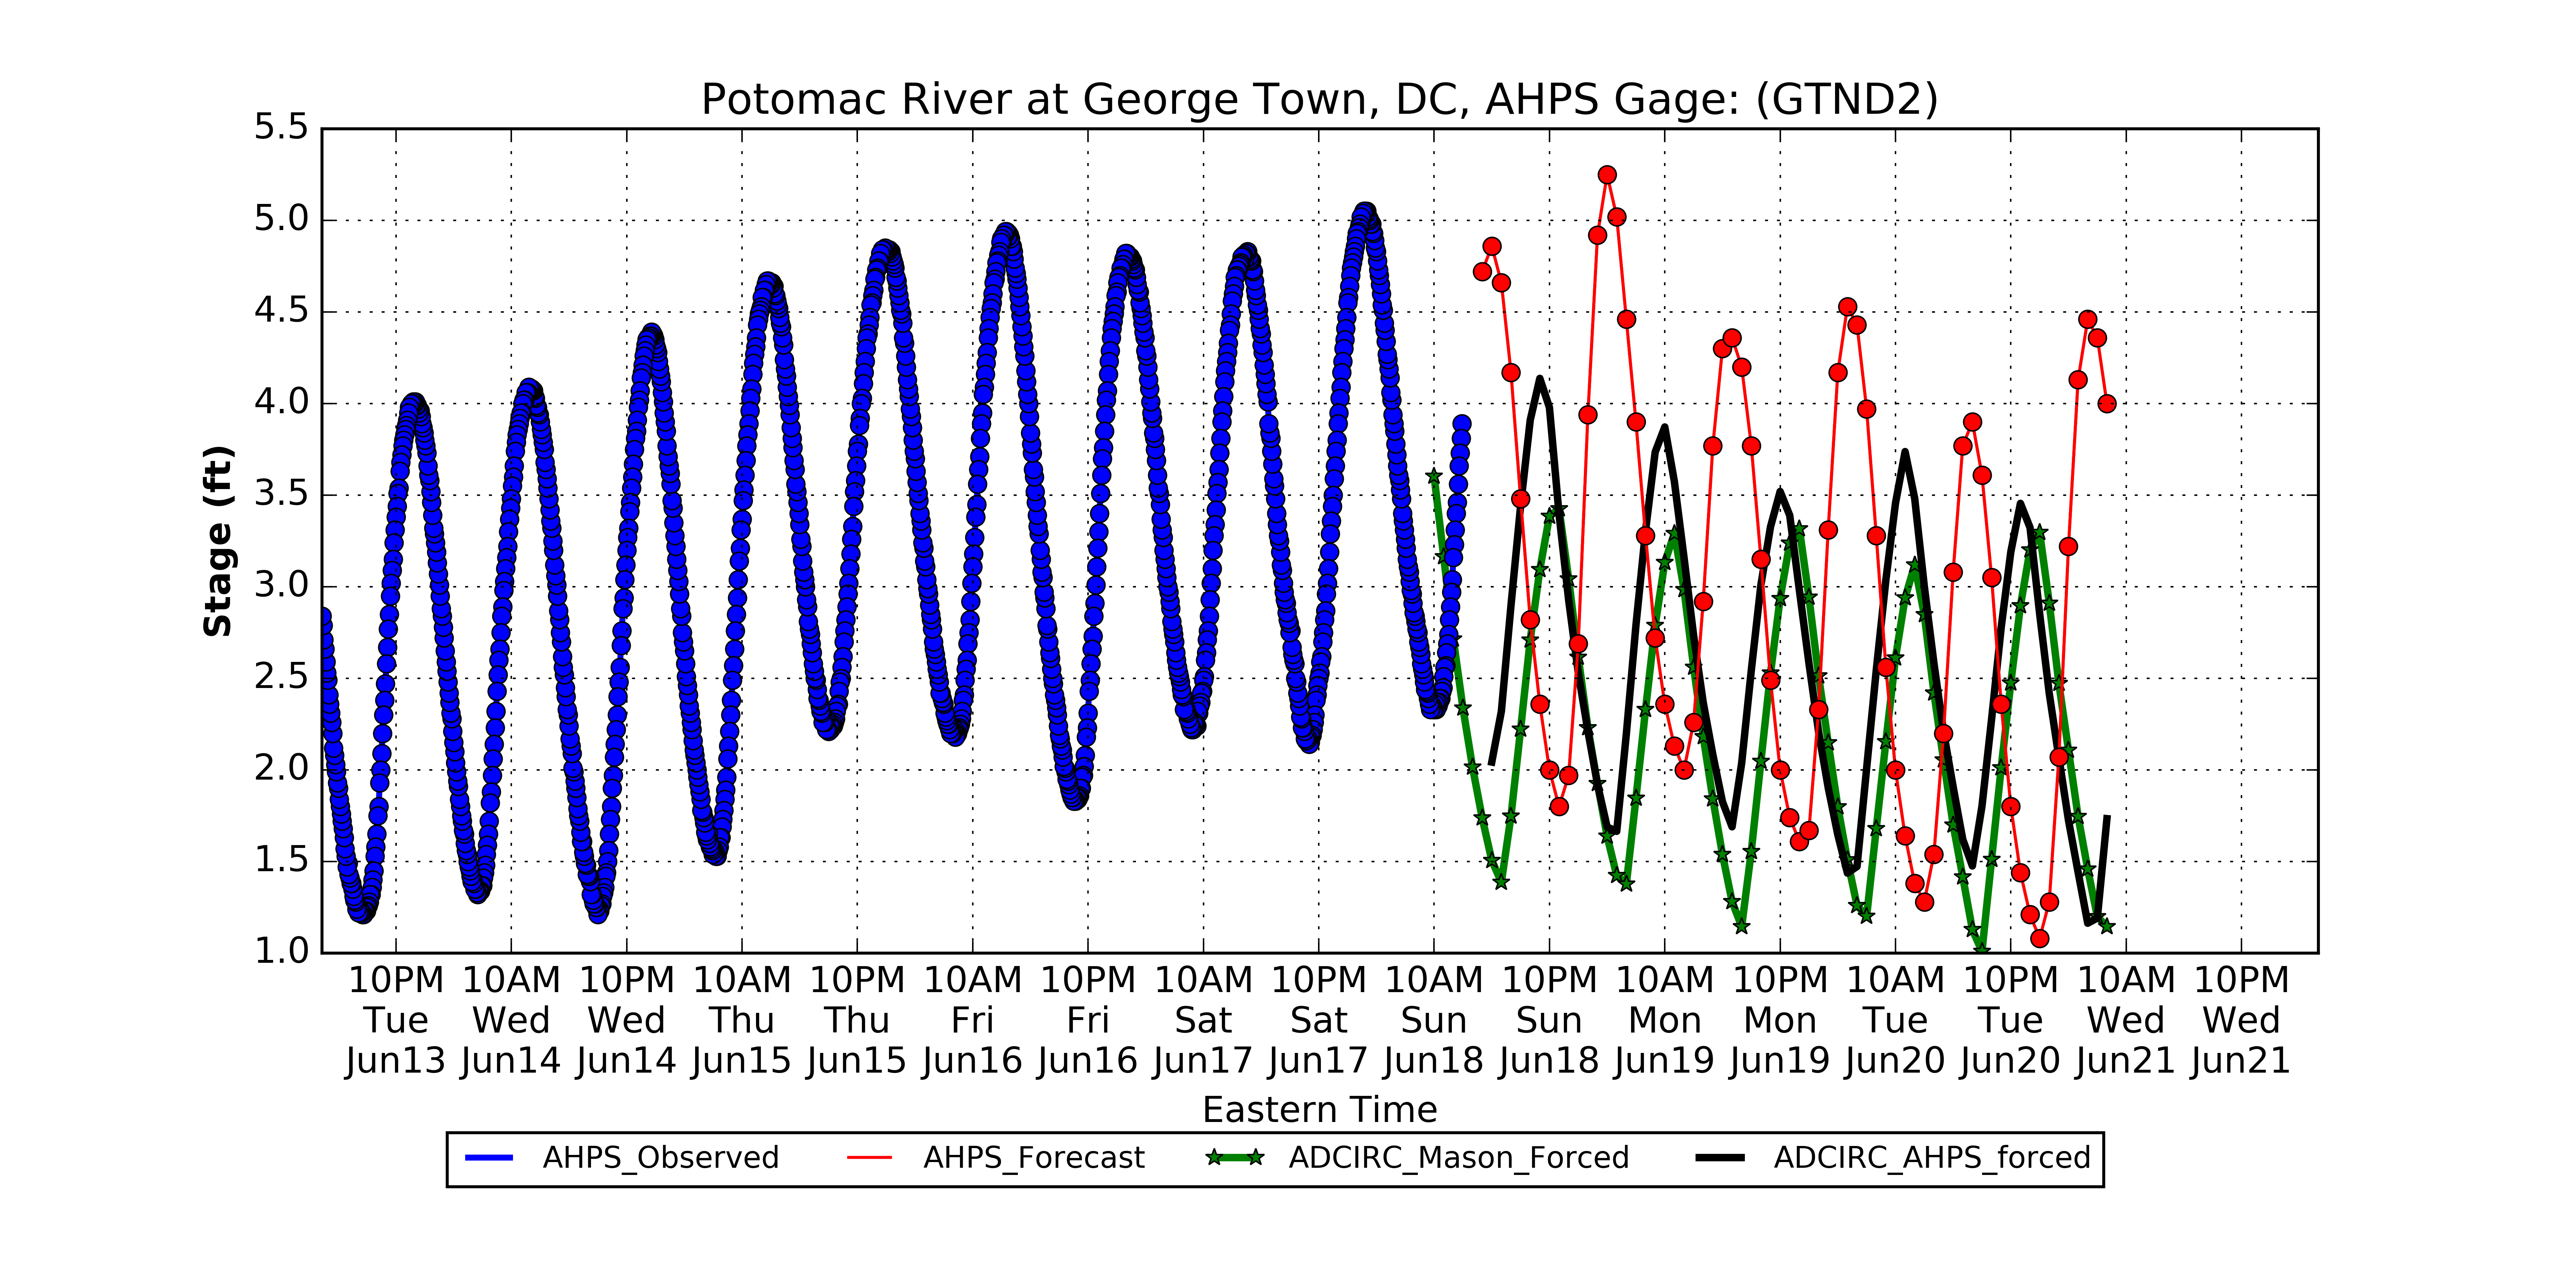 Potomac River at George Town, DC, AHPS Gage: (GTND2)
5.5
5.0
4.5
4.0
3.5
3.0
2.5
2.0
1.5
1.0
Stage (ft)
10PM 10AM 10PM 10AM 10PM 10AM 10PM 10AM 10PM 10AM 10PM 10AM 10PM 10AM 10PM 10AM 10PM
Tue Wed Wed Thu Thu Fri Fri Sat Sat Sun Sun Mon Mon Tue Tue Wed Wed
Jun13 Jun14 Jun14 Jun15 Jun15 Jun16 Jun16 Jun17 Jun17 Jun18 Jun18 Jun19 Jun19 Jun20 Jun20 Jun21 Jun21
Eastern Time
AHPS_Observed AHPS_Forecast ADCIRC_Mason_Forced ADCIRC_AHPS_forced